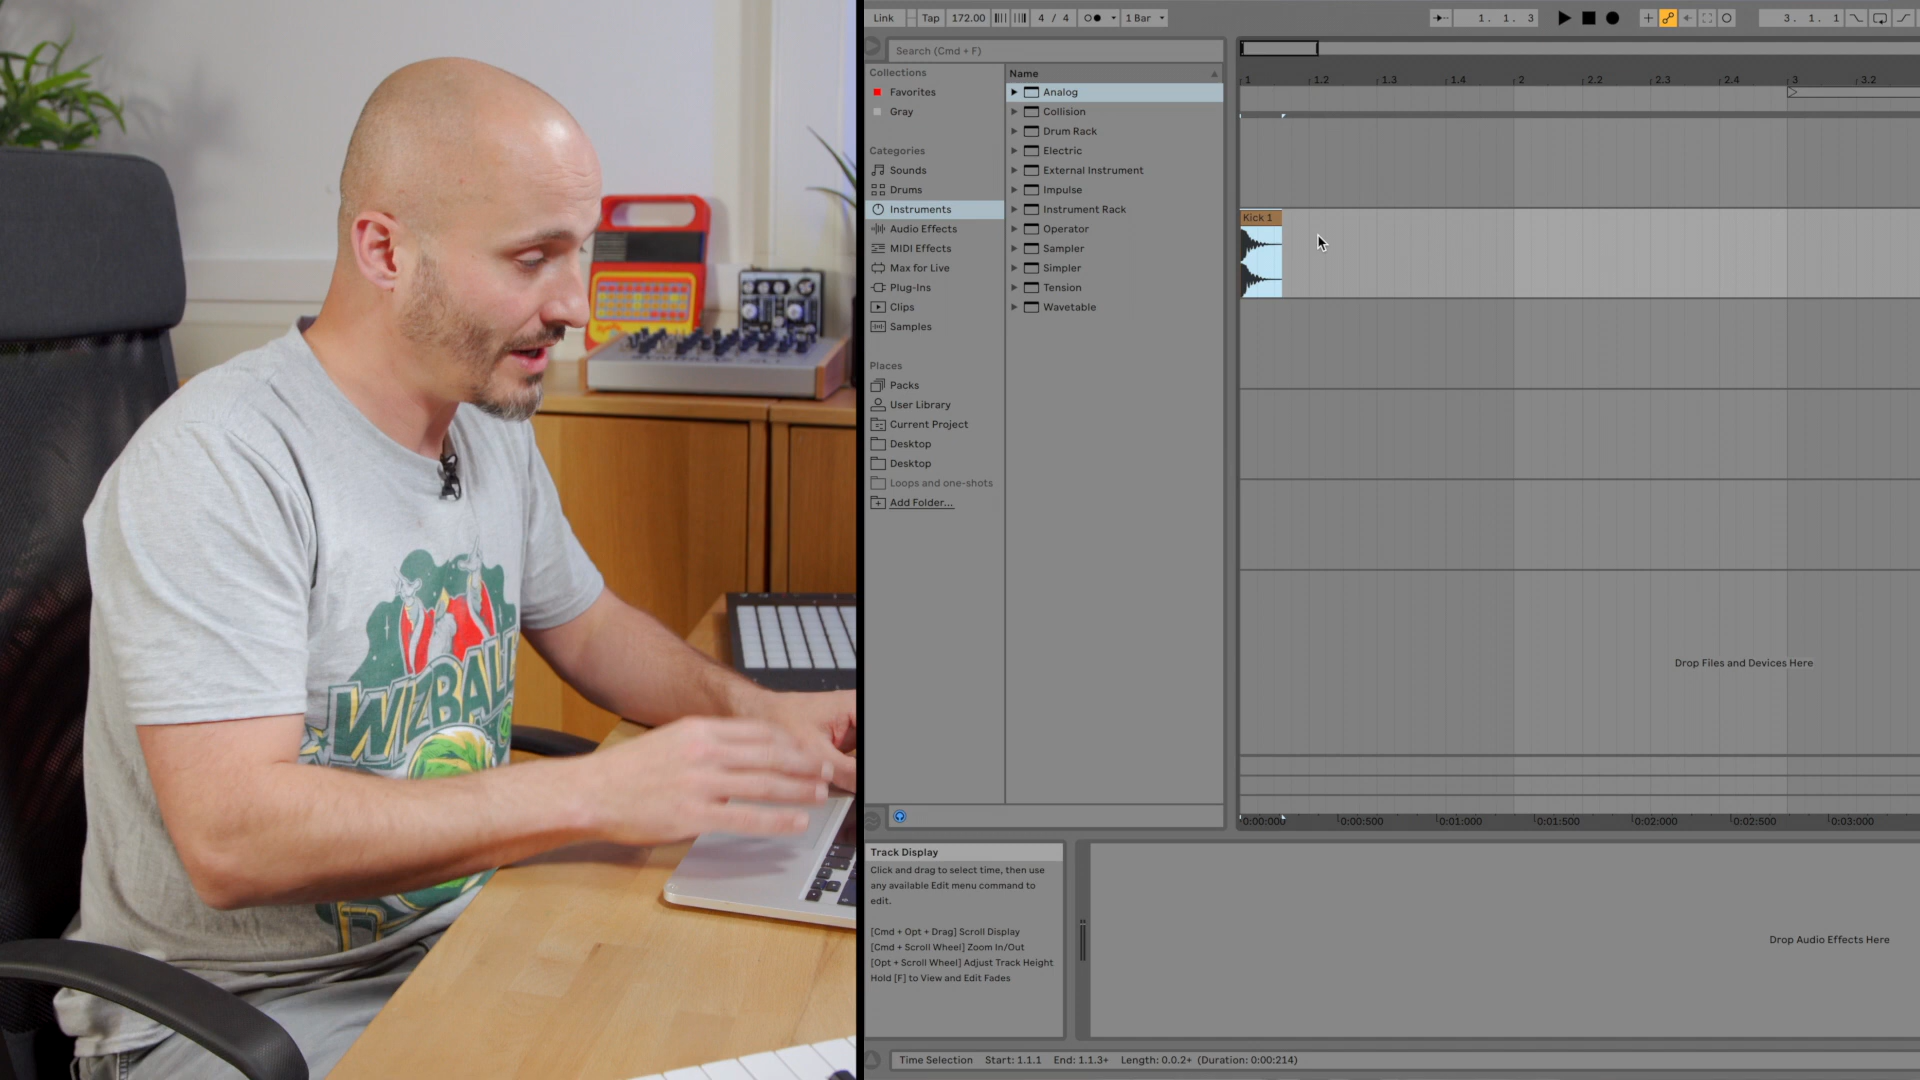 Link
Tap
172.00
4 / 4
1 Bar
1. 1. 3
3. 1. 1
Search (Cmd + F)
Collections
Favorites
Gray
Categories
Sounds
Drums
Instruments
Audio Effects
MIDI Effects
Max for Live
Plug-Ins
Clips
Samples
Places
Packs
User Library
Current Project
Desktop
Desktop
Loops and one-shots
Add Folder...
Name
Analog
Collision
Drum Rack
Electric
External Instrument
Impulse
Instrument Rack
Operator
Sampler
Simpler
Tension
Wavetable
1 1.2 1.3 1.4 2 2.2 2.3 2.4 3 3.2
Kick 1
Drop Files and Devices Here
0:00:000 0:00:500 0:01:000 0:01:500 0:02:000 0:02:500 0:03:000
Track Display
Click and drag to select time, then use
any available Edit menu command to
edit.
[Cmd + Opt + Drag] Scroll Display
[Cmd + Scroll Wheel] Zoom In/Out
[Opt + Scroll Wheel] Adjust Track Height
Hold [F] to View and Edit Fades
Drop Audio Effects Here
Time Selection Start: 1.1.1 End: 1.1.3+ Length: 0.0.2+ (Duration: 0:00:214)
WIZBALL